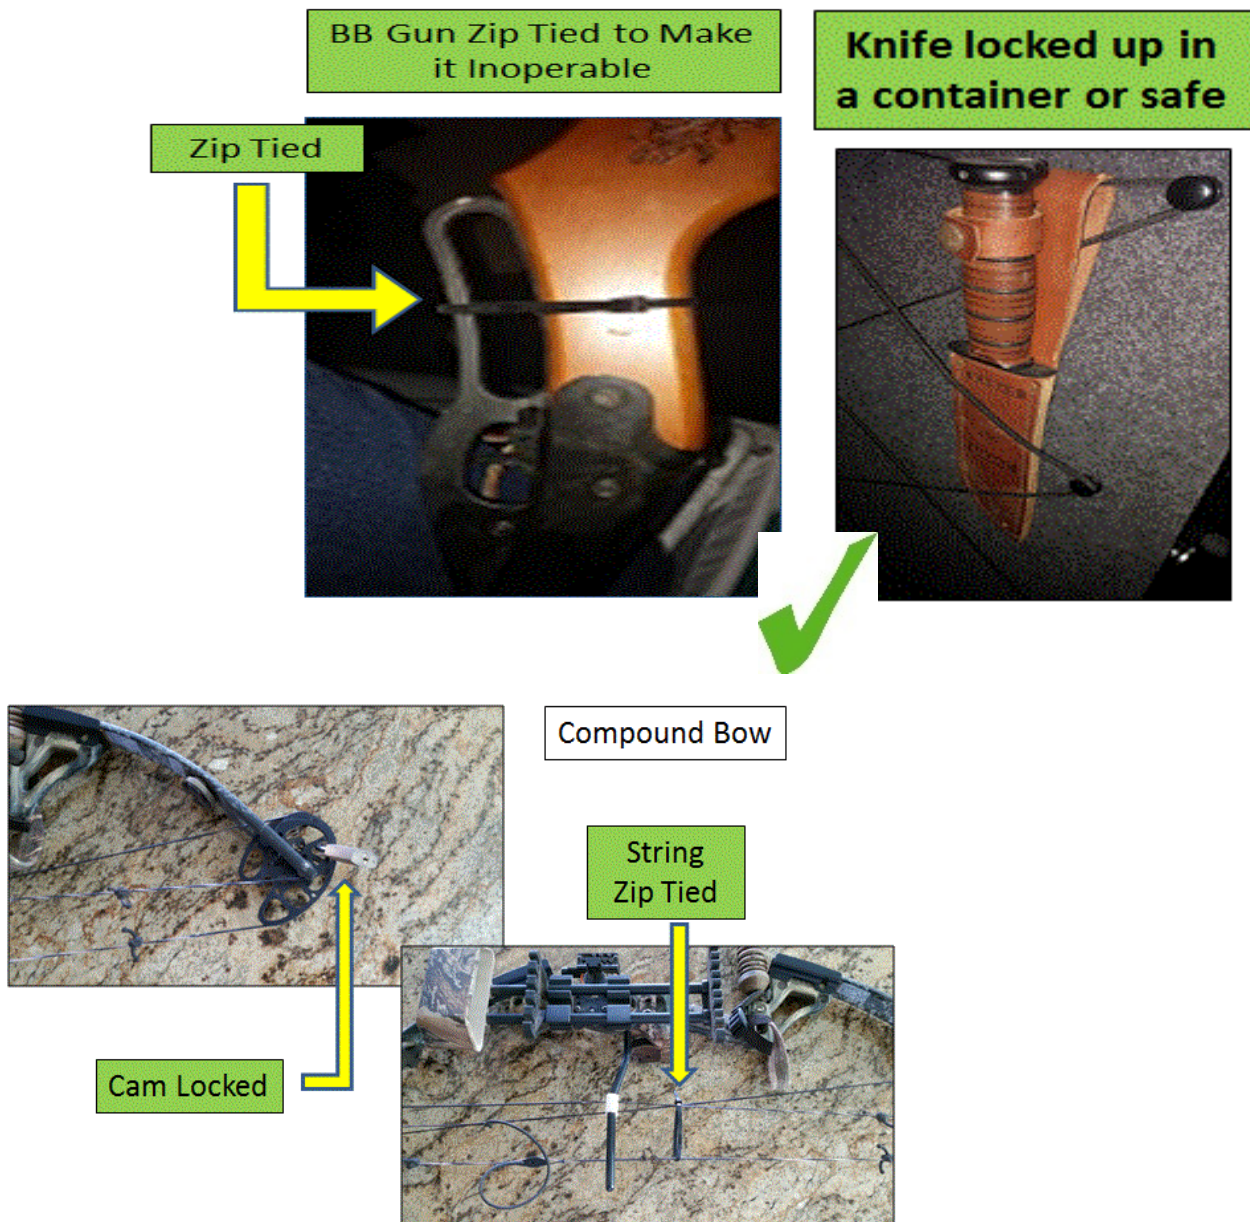 BB Gun Zip Tied to Make
it Inoperable
Knife locked up in
a container or safe
Zip Tied
Compound Bow
String
Zip Tied
Cam Locked